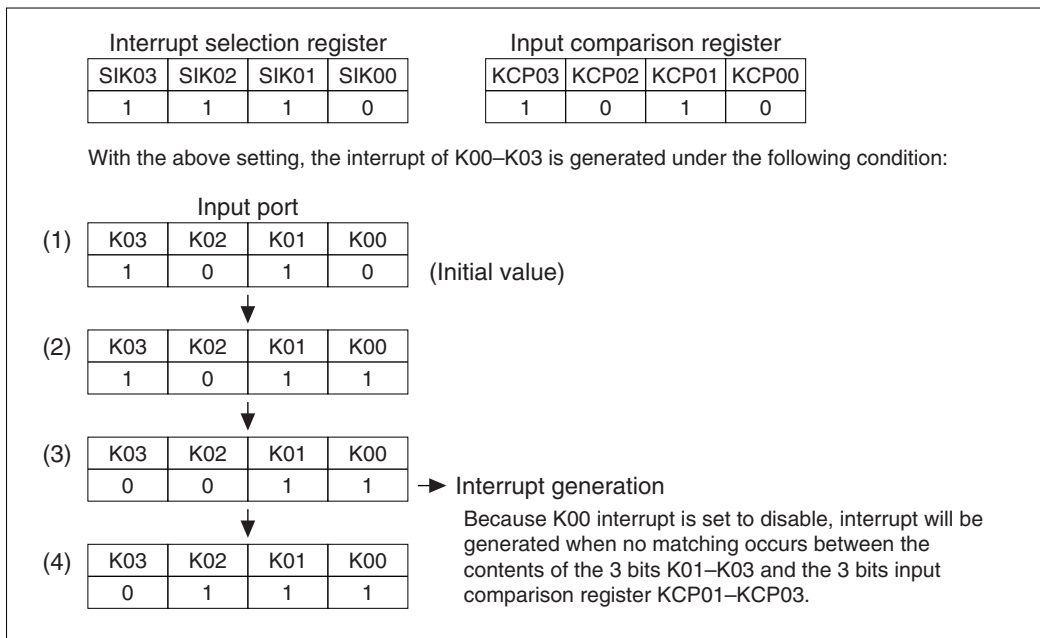 Interrupt selection register
SIK03 SIK02 SIK01 SIK00
1 1 1 0
Input comparison register
KCP03 KCP02 KCP01 KCP00
1 0 1 0
With the above setting, the interrupt of K00–K03 is generated under the following condition:
Input port
(1) K03 K02 K01 K00
1 0 1 0 (Initial value)
(2) K03 K02 K01 K00
1 0 1 1
(3) K03 K02 K01 K00
0 0 1 1 Interrupt generation
Because K00 interrupt is set to disable, interrupt will be
generated when no matching occurs between the
contents of the 3 bits K01–K03 and the 3 bits input
comparison register KCP01–KCP03.
(4) K03 K02 K01 K00
0 1 1 1